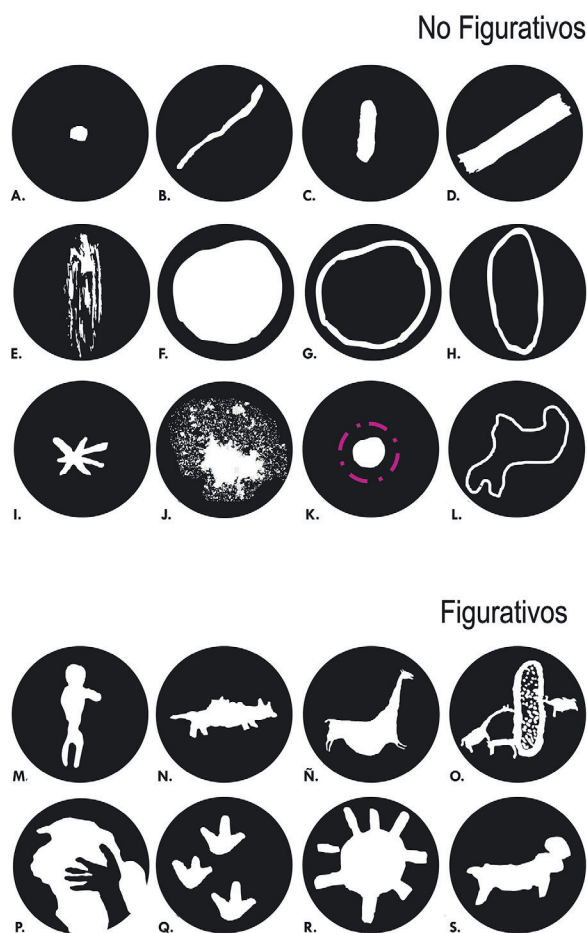 No Figurativos
A. B. C. D.
E. F. G. H.
I. J. K. L.
Figurativos
M. N. Ñ. O.
P. Q. R. S.